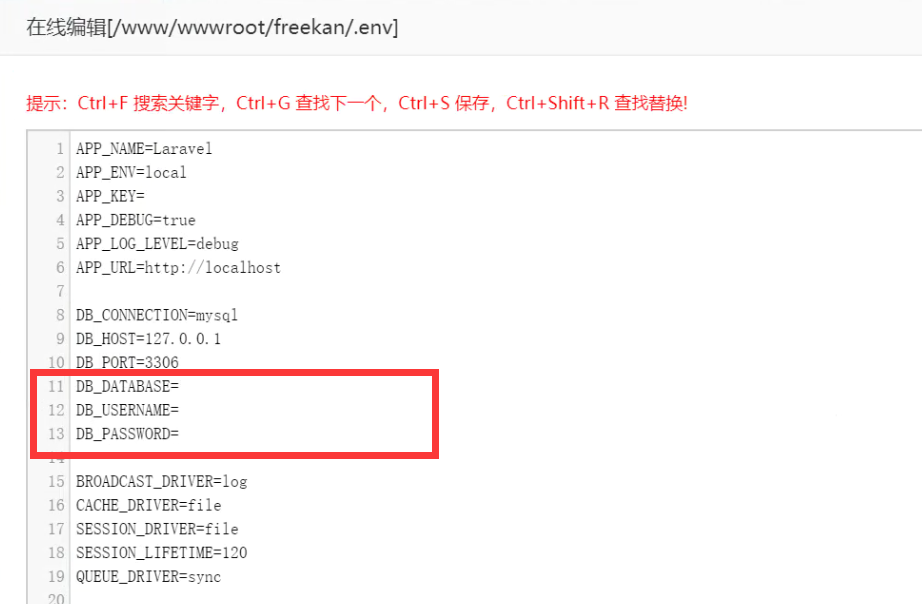 在线编辑[/www/wwwroot/freekan/.env]
提示：Ctrl+F 搜索关键字，Ctrl+G 查找下一个，Ctrl+S 保存，Ctrl+Shift+R 查找替换!
1 APP_NAME=Laravel
2 APP_ENV=local
3 APP_KEY=
4 APP_DEBUG=true
5 APP_LOG_LEVEL=debug
6 APP_URL=http://localhost
7
8 DB_CONNECTION=mysql
9 DB_HOST=127.0.0.1
10 DB_PORT=3306
11 DB_DATABASE=
12 DB_USERNAME=
13 DB_PASSWORD=
14
15 BROADCAST_DRIVER=log
16 CACHE_DRIVER=file
17 SESSION_DRIVER=file
18 SESSION_LIFETIME=120
19 QUEUE_DRIVER=sync
20